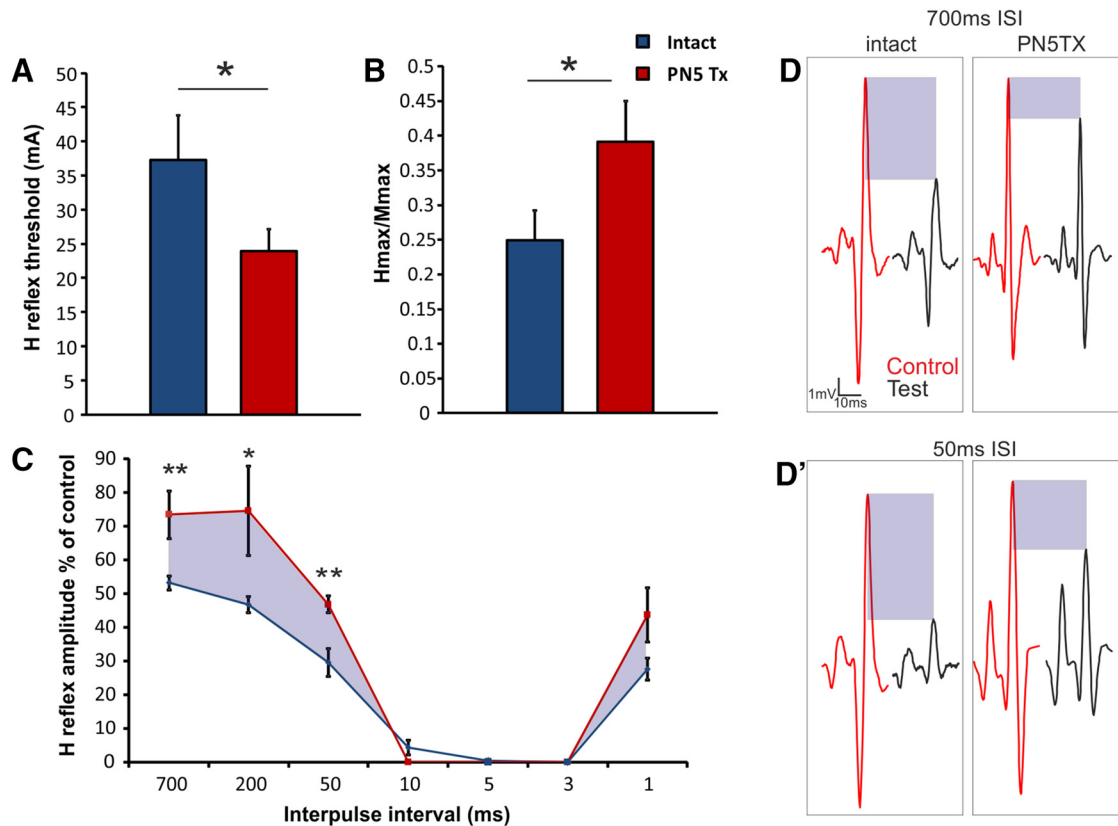 A
H reflex threshold (mA)
50
45
40
35
30
25
20
15
10
5
0
*
B
Hmax/Mmax
0.5
0.45
0.4
0.35
0.3
0.25
0.2
0.15
0.1
0.05
0
*
Intact
PN5 Tx
C
H reflex amplitude % of control
90
80
70
60
50
40
30
20
10
0
**
*
**
700 200 50 10 5 3 1
Interpulse interval (ms)
700ms ISI
D
intact PN5TX
Control
Test
1mV
10ms
50ms ISI
D'